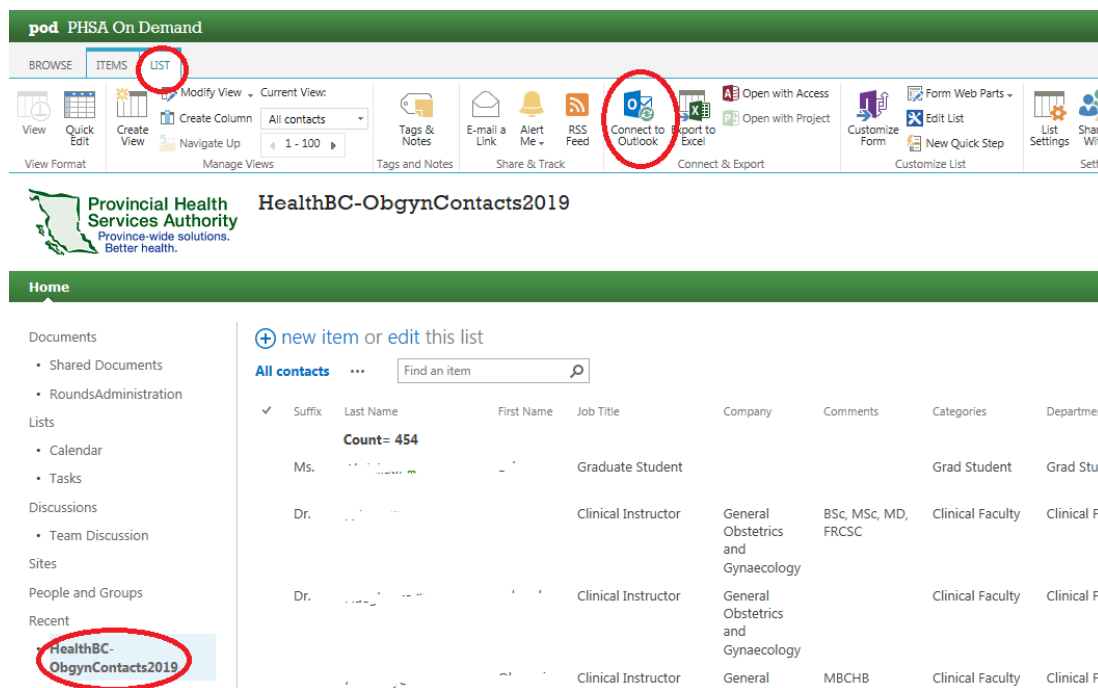 pod PHSA On Demand
BROWSE ITEMS LIST
View
Quick Edit
View Format
Create View
Modify View
Create Column
Navigate Up
Current View:
All contacts
1 - 100
Manage Views
Tags & Notes
Tags and Notes
E-mail a Link
Alert Me
RSS Feed
Share & Track
Connect to Outlook
Export to Excel
Open with Access
Open with Project
Connect & Export
Customize Form
Form Web Parts
Edit List
New Quick Step
Customize List
List Settings
Provincial Health
Services Authority
Province-wide solutions.
Better health.
HealthBC-ObgynContacts2019
Home
Documents
• Shared Documents
• RoundsAdministration
Lists
• Calendar
• Tasks
Discussions
• Team Discussion
Sites
People and Groups
Recent
• HealthBC-
ObgynContacts2019
new item or edit this list
All contacts ... Find an item
Suffix Last Name First Name Job Title Company Comments Categories Departme
Count= 454
Ms. Graduate Student Grad Student Grad Stu
Dr. Clinical Instructor General BSc, MSc, MD, Clinical Faculty Clinical F
Obstetrics FRCSC
and
Gynaecology
Dr. Clinical Instructor General Clinical Faculty Clinical F
Obstetrics
and
Gynaecology
Clinical Instructor General MBCHB Clinical Faculty Clinical F